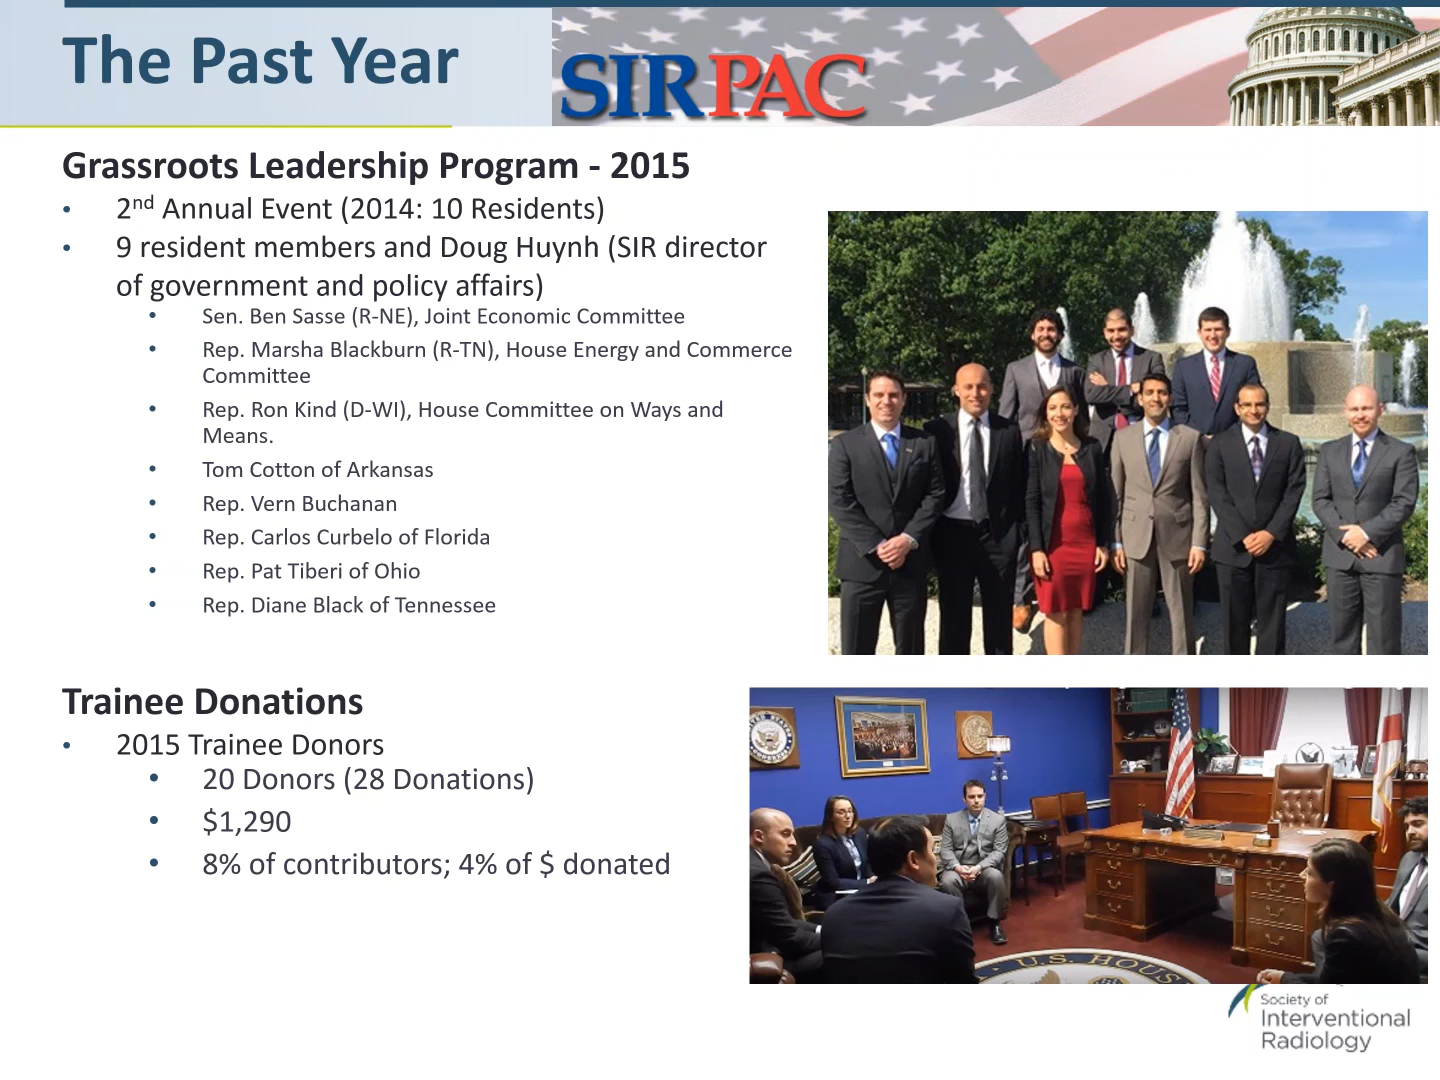 The Past Year
SIRPAC
Grassroots Leadership Program - 2015
• 2nd Annual Event (2014: 10 Residents)
• 9 resident members and Doug Huynh (SIR director
of government and policy affairs)
• Sen. Ben Sasse (R-NE), Joint Economic Committee
• Rep. Marsha Blackburn (R-TN), House Energy and Commerce
Committee
• Rep. Ron Kind (D-WI), House Committee on Ways and
Means.
• Tom Cotton of Arkansas
• Rep. Vern Buchanan
• Rep. Carlos Curbelo of Florida
• Rep. Pat Tiberi of Ohio
• Rep. Diane Black of Tennessee
Trainee Donations
• 2015 Trainee Donors
• 20 Donors (28 Donations)
• $1,290
• 8% of contributors; 4% of $ donated
U.S. HOUS
Society of
Interventional
Radiology